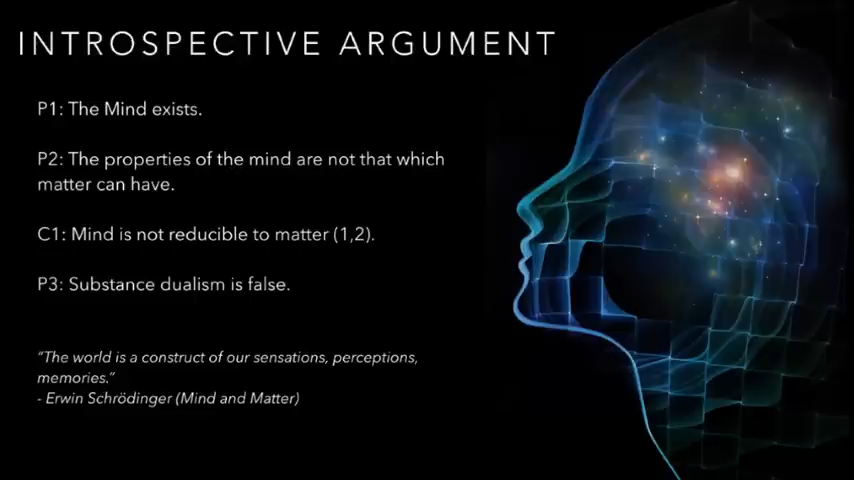 INTROSPECTIVE ARGUMENT
P1: The Mind exists.
P2: The properties of the mind are not that which
matter can have.
C1: Mind is not reducible to matter (1,2).
P3: Substance dualism is false.
“The world is a construct of our sensations, perceptions,
memories.”
- Erwin Schrödinger (Mind and Matter)